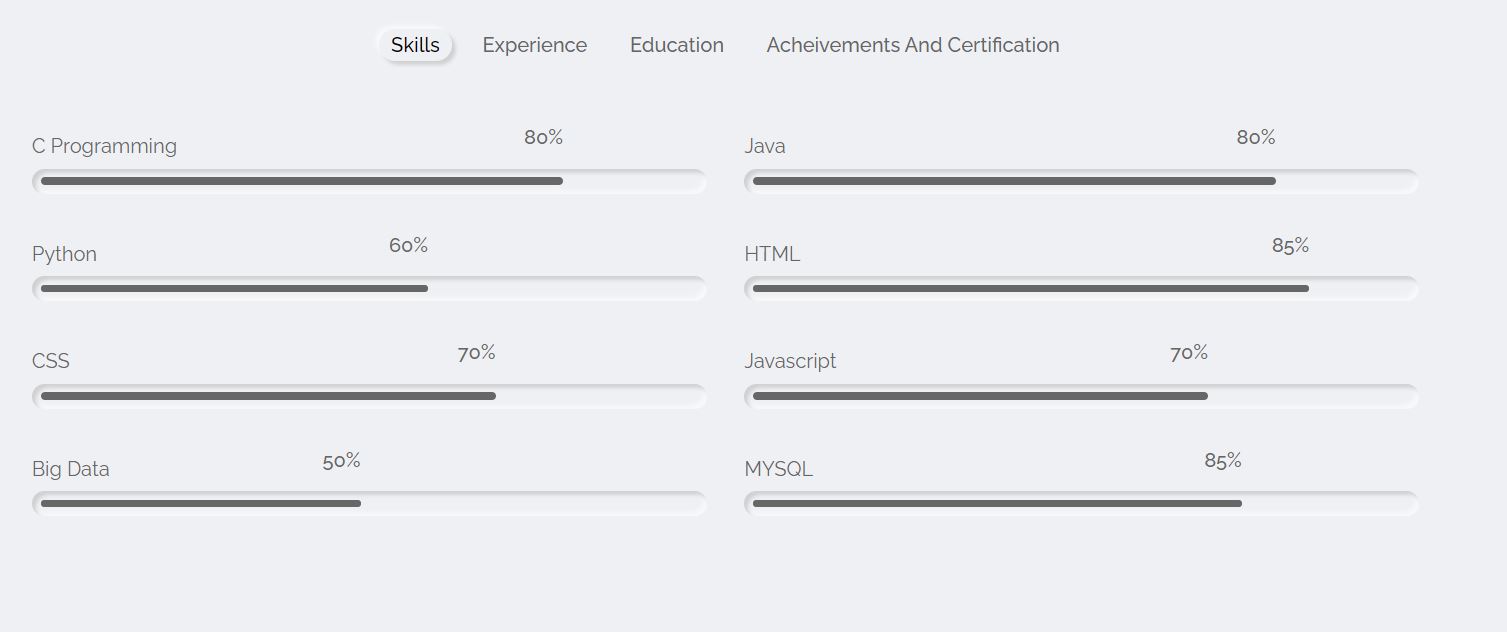 Skills Experience Education Acheivements And Certification
C Programming 80%
Java 80%
Python 60%
HTML 85%
CSS 70%
Javascript 70%
Big Data 50%
MYSQL 85%